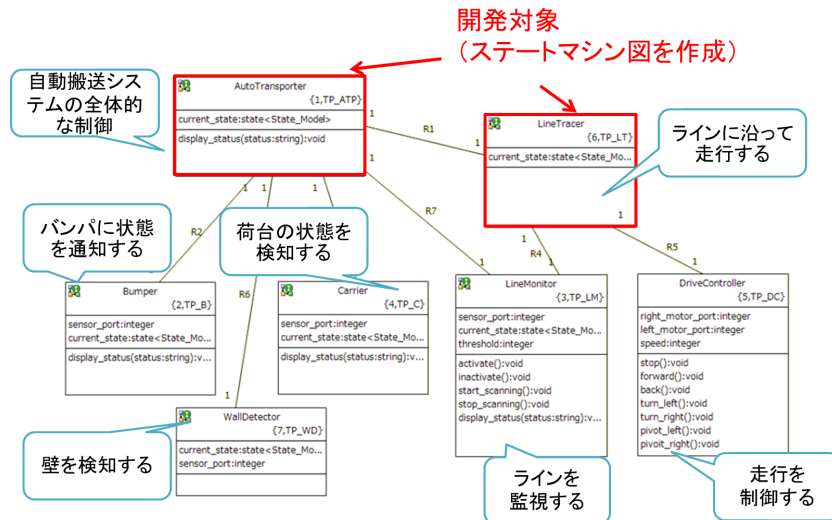 開発対象
(ステートマシン図を作成)
自動搬送シス
テムの全体的
な制御
AutoTransporter
{1,TP_ATP}
current_state:state<State_Model>
display_status(status:string):void
1
R1
1
LineTracer
{6,TP_LT}
current_state:state<State_Mo...
ラインに沿って
走行する
1
1
1
1
R2
R6
R7
1
1
1
R4
1
1
R5
1
バンパに状態
を通知する
荷台の状態を
検知する
Bumper
{2,TP_B}
sensor_port:integer
current_state:state<State_Mo...
display_status(status:string):v...
Carrier
{4,TP_C}
sensor_port:integer
current_state:state<State_Mo...
display_status(status:string):v...
LineMonitor
{3,TP_LM}
sensor_port:integer
current_state:state<State_Mo...
threshold:integer
activate():void
inactivate():void
start_scanning():void
stop_scanning():void
display_status(status:string):v...
DriveController
{5,TP_DC}
right_motor_port:integer
left_motor_port:integer
speed:integer
stop():void
forward():void
back():void
turn_left():void
turn_right():void
pivot_left():void
pivoit_right():void
1
WallDetector
{7,TP_WD}
current_state:state<State_Mo...
sensor_port:integer
壁を検知する
ラインを
監視する
走行を
制御する